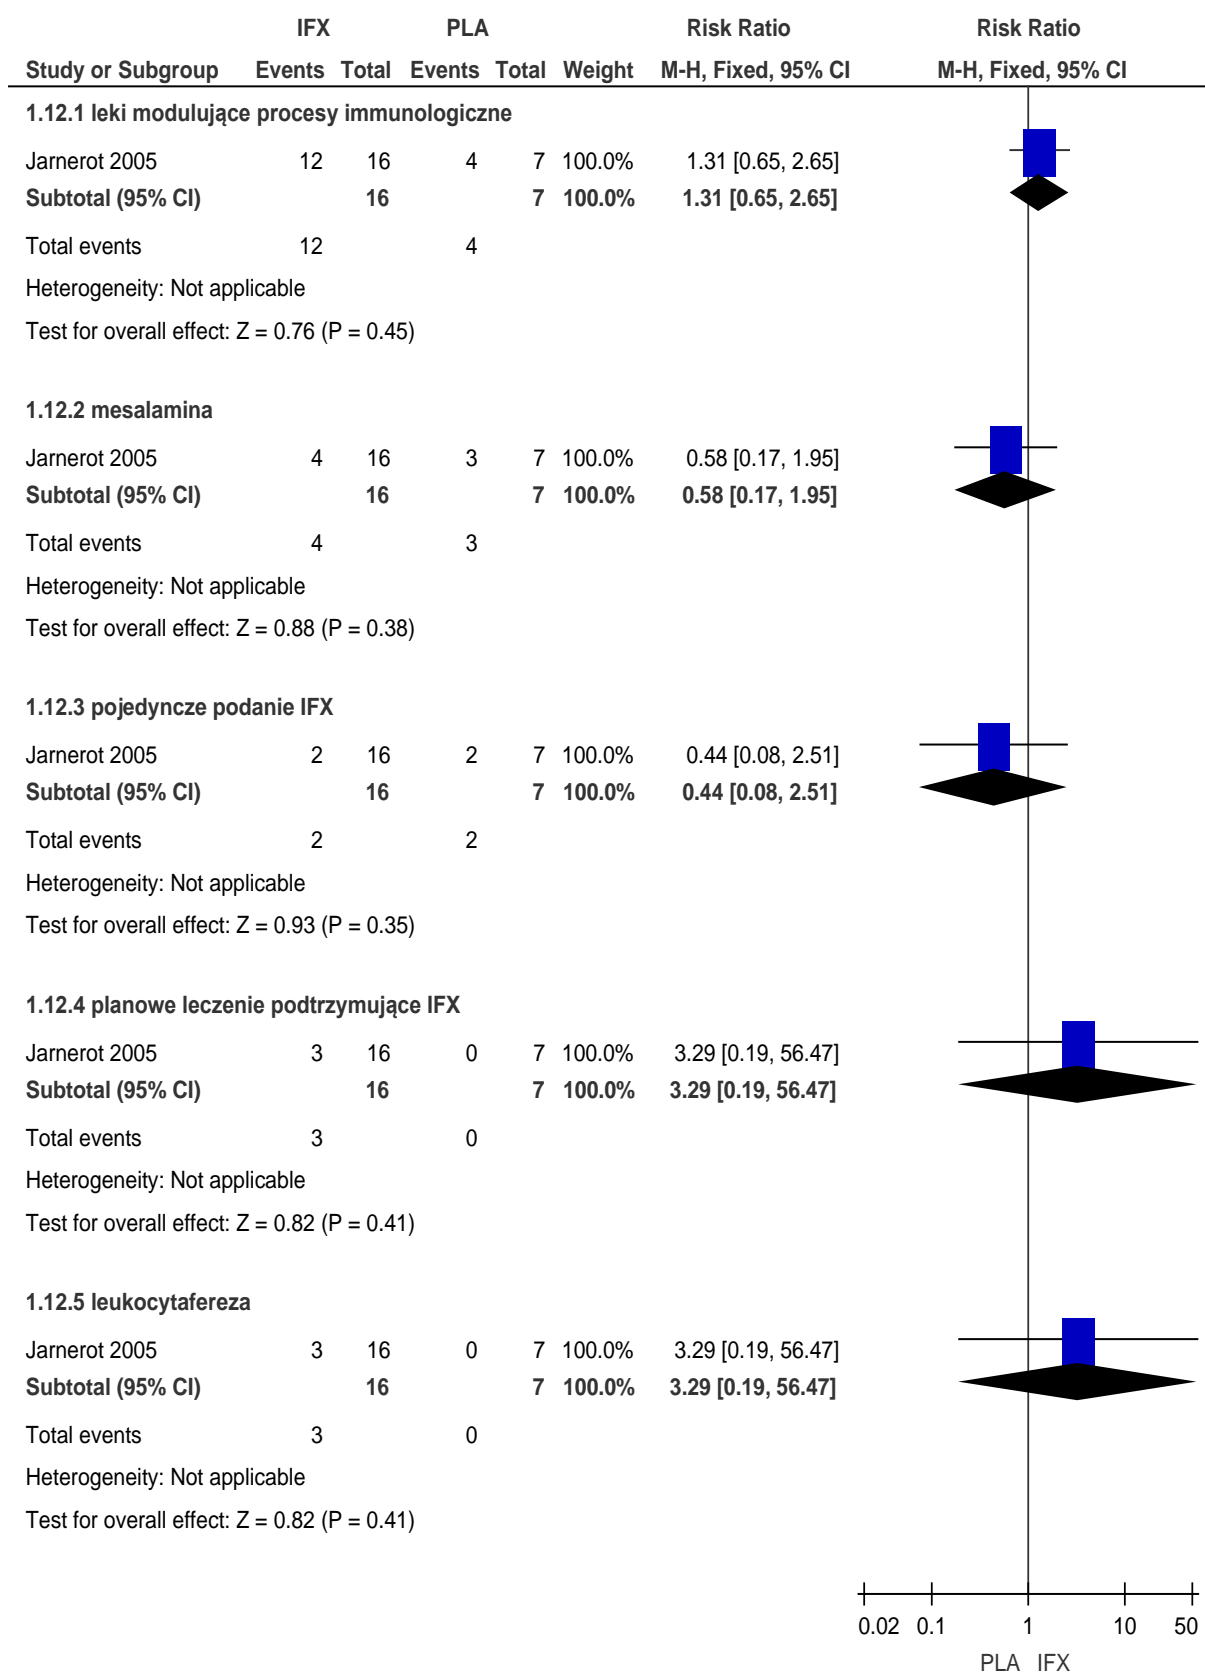 IFX PLA Risk Ratio Risk Ratio
Study or Subgroup Events Total Events Total Weight M-H, Fixed, 95% CI M-H, Fixed, 95% CI
1.12.1 leki modulujące procesy immunologiczne
Jarnerot 2005 12 16 4 7 100.0% 1.31 [0.65, 2.65]
Subtotal (95% CI) 16 7 100.0% 1.31 [0.65, 2.65]
Total events 12 4
Heterogeneity: Not applicable
Test for overall effect: Z = 0.76 (P = 0.45)
1.12.2 mesalamina
Jarnerot 2005 4 16 3 7 100.0% 0.58 [0.17, 1.95]
Subtotal (95% CI) 16 7 100.0% 0.58 [0.17, 1.95]
Total events 4 3
Heterogeneity: Not applicable
Test for overall effect: Z = 0.88 (P = 0.38)
1.12.3 pojedyncze podanie IFX
Jarnerot 2005 2 16 2 7 100.0% 0.44 [0.08, 2.51]
Subtotal (95% CI) 16 7 100.0% 0.44 [0.08, 2.51]
Total events 2 2
Heterogeneity: Not applicable
Test for overall effect: Z = 0.93 (P = 0.35)
1.12.4 planowe leczenie podtrzymujące IFX
Jarnerot 2005 3 16 0 7 100.0% 3.29 [0.19, 56.47]
Subtotal (95% CI) 16 7 100.0% 3.29 [0.19, 56.47]
Total events 3 0
Heterogeneity: Not applicable
Test for overall effect: Z = 0.82 (P = 0.41)
1.12.5 leukocytafereza
Jarnerot 2005 3 16 0 7 100.0% 3.29 [0.19, 56.47]
Subtotal (95% CI) 16 7 100.0% 3.29 [0.19, 56.47]
Total events 3 0
Heterogeneity: Not applicable
Test for overall effect: Z = 0.82 (P = 0.41)
0.02 0.1 1 10 50
PLA IFX